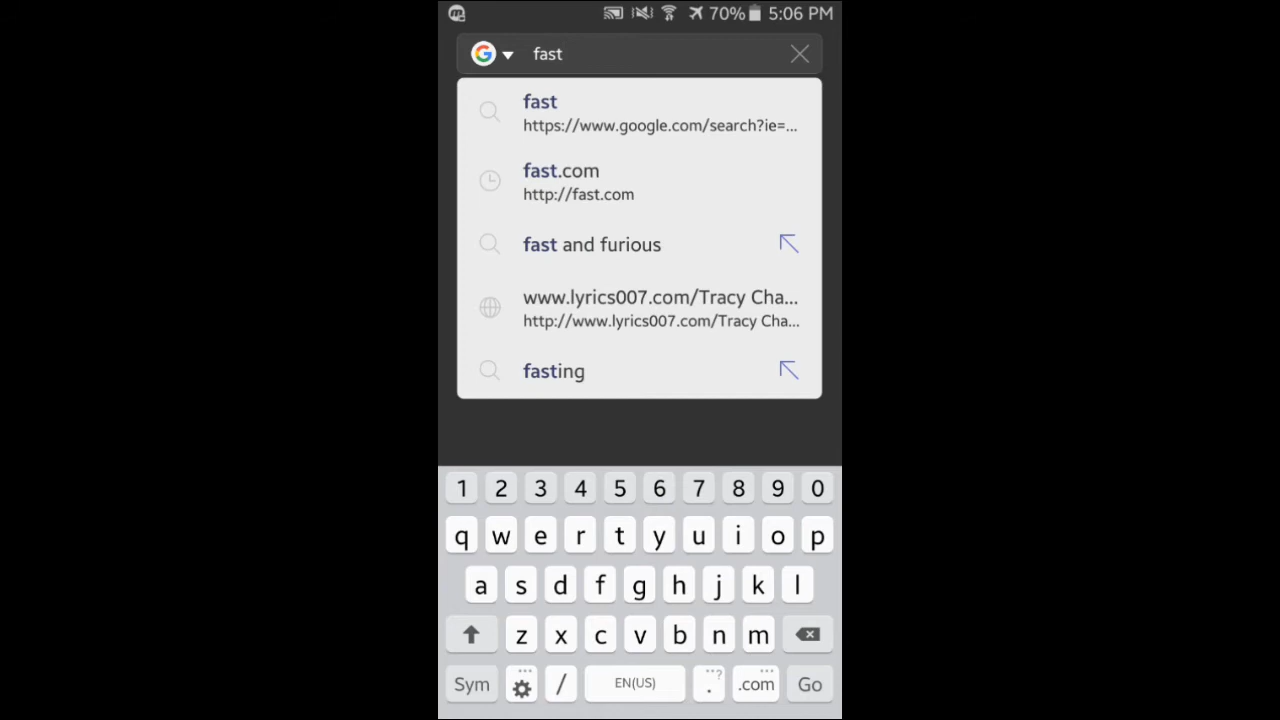 70% 5:06 PM
fast
fast
https://www.google.com/search?ie=...
fast.com
http://fast.com
fast and furious
www.lyrics007.com/Tracy Cha...
http://www.lyrics007.com/Tracy Cha...
fasting
1 2 3 4 5 6 7 8 9 0
q w e r t y u i o p
a s d f g h j k l
z x c v b n m
Sym / EN(US) . ...? .com Go